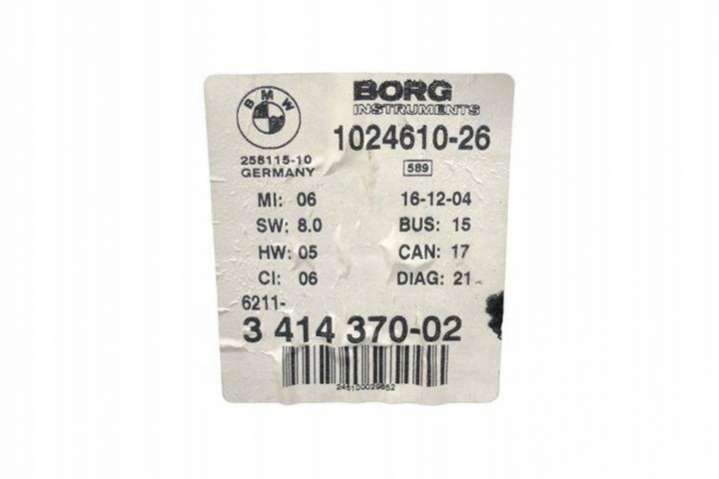 BMW
BORG
INSTRUMENTS
1024610-26
258115-10
GERMANY
589
MI: 06
16-12-04
SW: 8.0
BUS: 15
HW: 05
CAN: 17
CI: 06
DIAG: 21
6211-
3 414 370-02